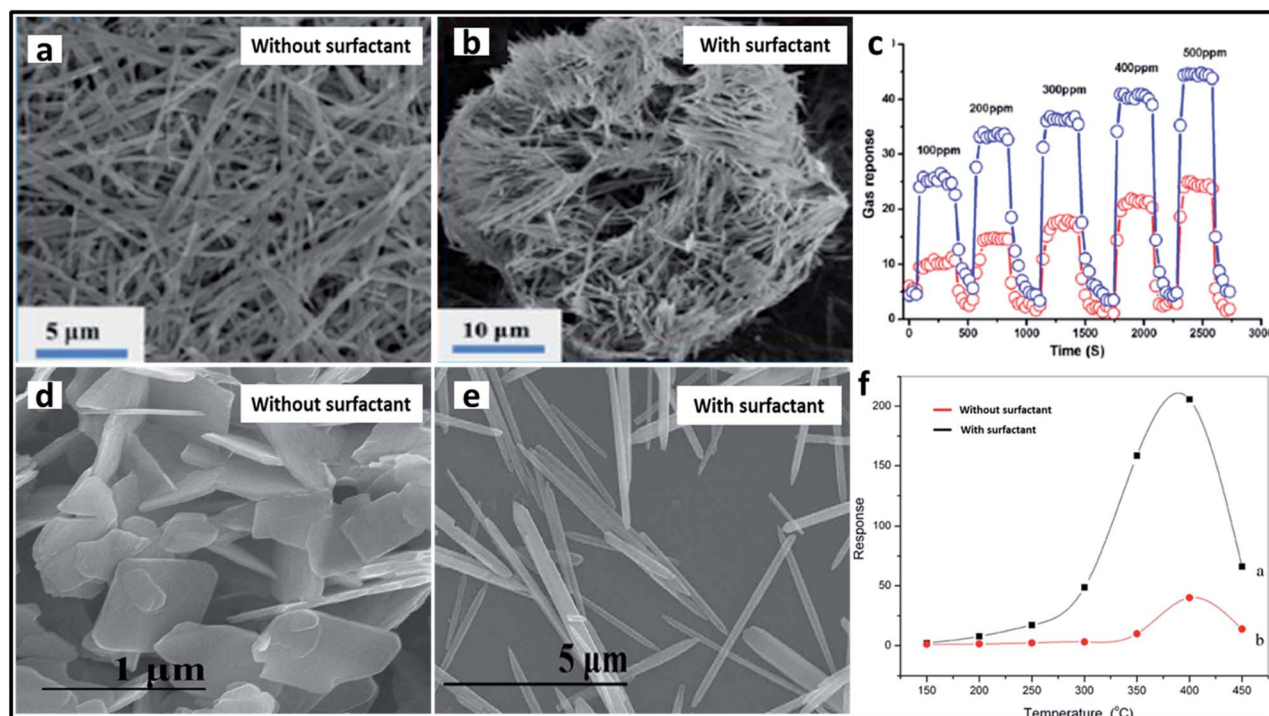 a
Without surfactant
5 µm
b
With surfactant
10 µm
c
Gas reponse
40
30
20
10
0
100ppm
200ppm
300ppm
400ppm
500ppm
0
500
1000
1500
2000
2500
3000
Time (S)
d
Without surfactant
1 µm
e
With surfactant
5 µm
f
Without surfactant
With surfactant
Response
200
150
100
50
0
a
b
150
200
250
300
350
400
450
Temperature (°C)